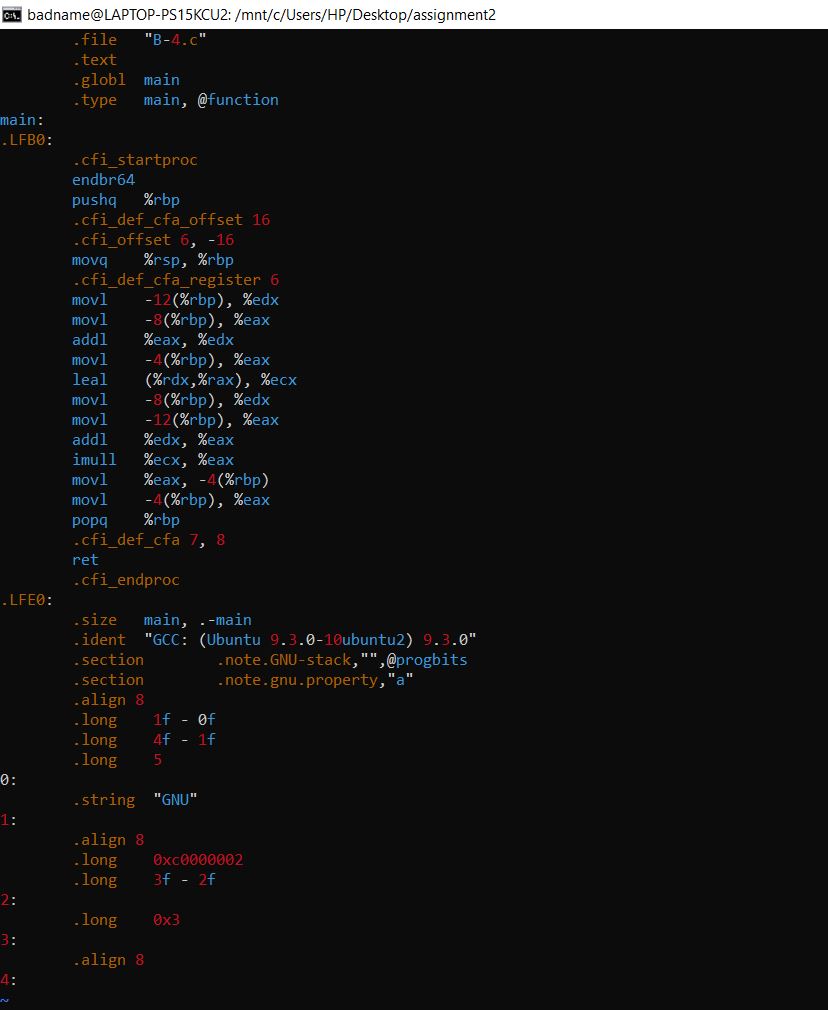 badname@LAPTOP-PS15KCU2: /mnt/c/Users/HP/Desktop/assignment2
	.file	"B-4.c"
	.text
	.globl	main
	.type	main, @function
main:
.LFB0:
	.cfi_startproc
	endbr64
	pushq	%rbp
	.cfi_def_cfa_offset 16
	.cfi_offset 6, -16
	movq	%rsp, %rbp
	.cfi_def_cfa_register 6
	movl	-12(%rbp), %edx
	movl	-8(%rbp), %eax
	addl	%eax, %edx
	movl	-4(%rbp), %eax
	leal	(%rdx,%rax), %ecx
	movl	-8(%rbp), %edx
	movl	-12(%rbp), %eax
	addl	%edx, %eax
	imull	%ecx, %eax
	movl	%eax, -4(%rbp)
	movl	-4(%rbp), %eax
	popq	%rbp
	.cfi_def_cfa 7, 8
	ret
	.cfi_endproc
.LFE0:
	.size	main, .-main
	.ident	"GCC: (Ubuntu 9.3.0-10ubuntu2) 9.3.0"
	.section	.note.GNU-stack,"",@progbits
	.section	.note.gnu.property,"a"
	.align 8
	.long	 1f - 0f
	.long	 4f - 1f
	.long	 5
0:
	.string	 "GNU"
1:
	.align 8
	.long	 0xc0000002
	.long	 3f - 2f
2:
	.long	 0x3
3:
	.align 8
4:
~